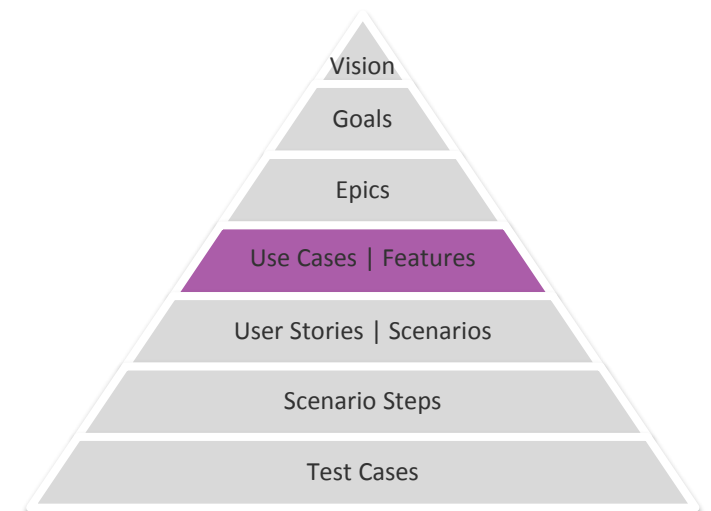 Vision
Goals
Epics
Use Cases | Features
User Stories | Scenarios
Scenario Steps
Test Cases